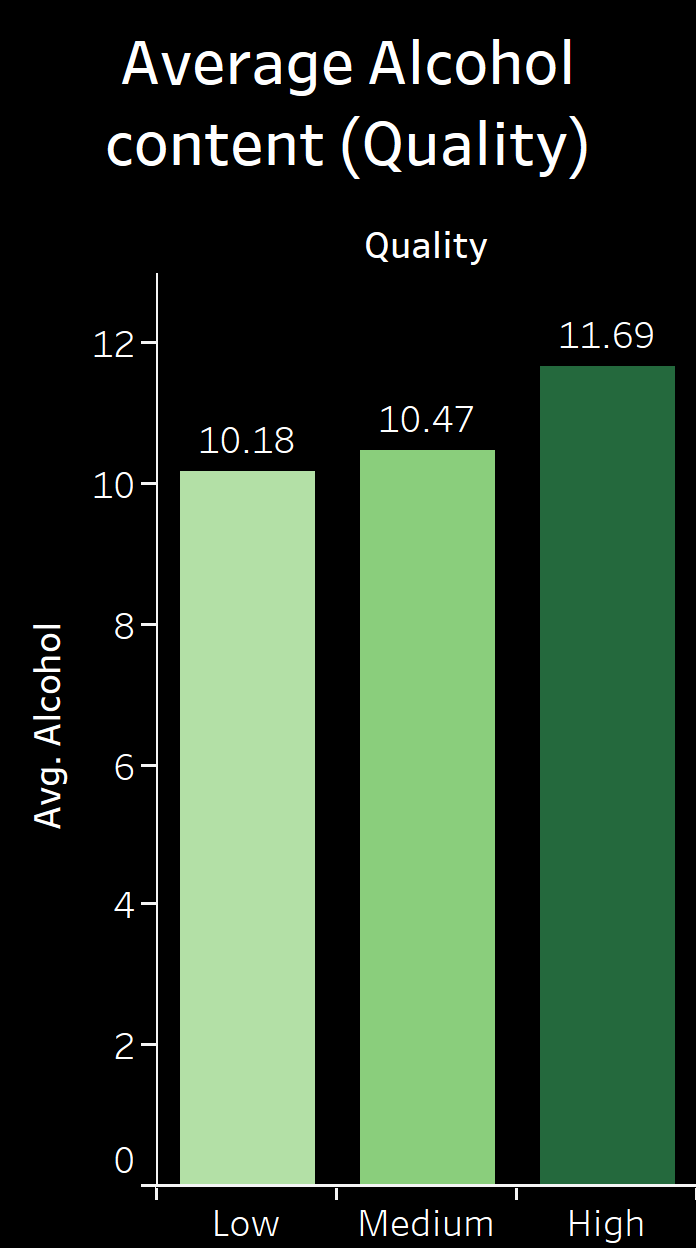 Average Alcohol
content (Quality)
Quality
12
10
8
6
4
2
0
Avg. Alcohol
10.18
10.47
11.69
Low
Medium
High